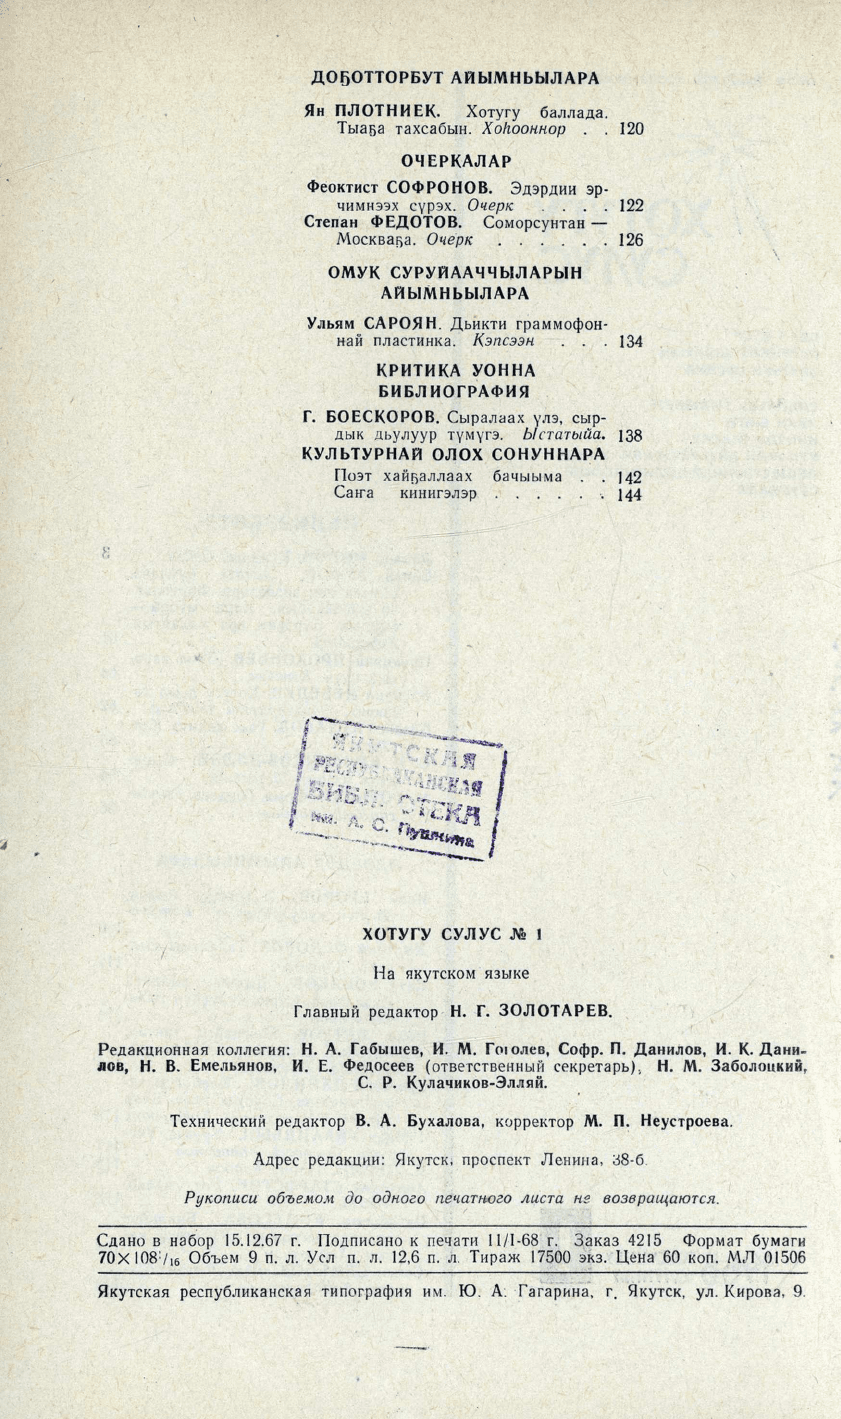 ДОҔОТТОРБУТ АЙЫМНЬЫЛАРА
Ян ПЛОТНИЕК. Хотугу баллада.
Тыаҕа тахсабын. Хоһооннор . . 120
ОЧЕРКАЛАР
Феоктист СОФРОНОВ. Эдэрдии эр-
чимнээх сүрэх. Очерк . . . . 122
Степан ФЕДОТОВ. Соморсунтан —
Москваҕа. Очерк . . . . . . 126
ОМУК СУРУЙААЧЧЫЛАРЫН
АЙЫМНЬЫЛАРА
Ульям САРОЯН. Дьикти граммофон-
най пластинка. Кэпсээн . . . 134
КРИТИКА УОННА
БИБЛИОГРАФИЯ
Г. БОЕСКОРОВ. Сыралаах үлэ, сыр-
дык дьулуур түмүгэ. Ыстатыйа. 138
КУЛЬТУРНАЙ ОЛОХ СОНУННАРА
Поэт хайҕаллаах бачыыма . . 142
Саҥа кинигэлэр . . . . . . 144
ЯКУТСКАЯ
РЕСПУБЛИКАНСКАЯ
БИБЛИОТЕКА
им. А. С. Пушкина
ХОТУГУ СУЛУС № 1
На якутском языке
Главный редактор Н. Г. ЗОЛОТАРЕВ.
Редакционная коллегия: Н. А. Габышев, И. М. Гоголев, Софр. П. Данилов, И. К. Дани-
лов, Н. В. Емельянов, И. Е. Федосеев (ответственный секретарь), Н. М. Заболоцкий,
С. Р. Кулачиков-Элляй.
Технический редактор В. А. Бухалова, корректор М. П. Неустроева.
Адрес редакции: Якутск, проспект Ленина, 38-б.
Рукописи объемом до одного печатного листа не возвращаются.
Сдано в набор 15.12.67 г. Подписано к печати 11/I-68 г. Заказ 4215 Формат бумаги
70×108¹/₁₆ Объем 9 п. л. Усл п. л. 12,6 п. л. Тираж 17500 экз. Цена 60 коп. МЛ 01506
Якутская республиканская типография им. Ю. А. Гагарина, г. Якутск, ул. Кирова, 9.